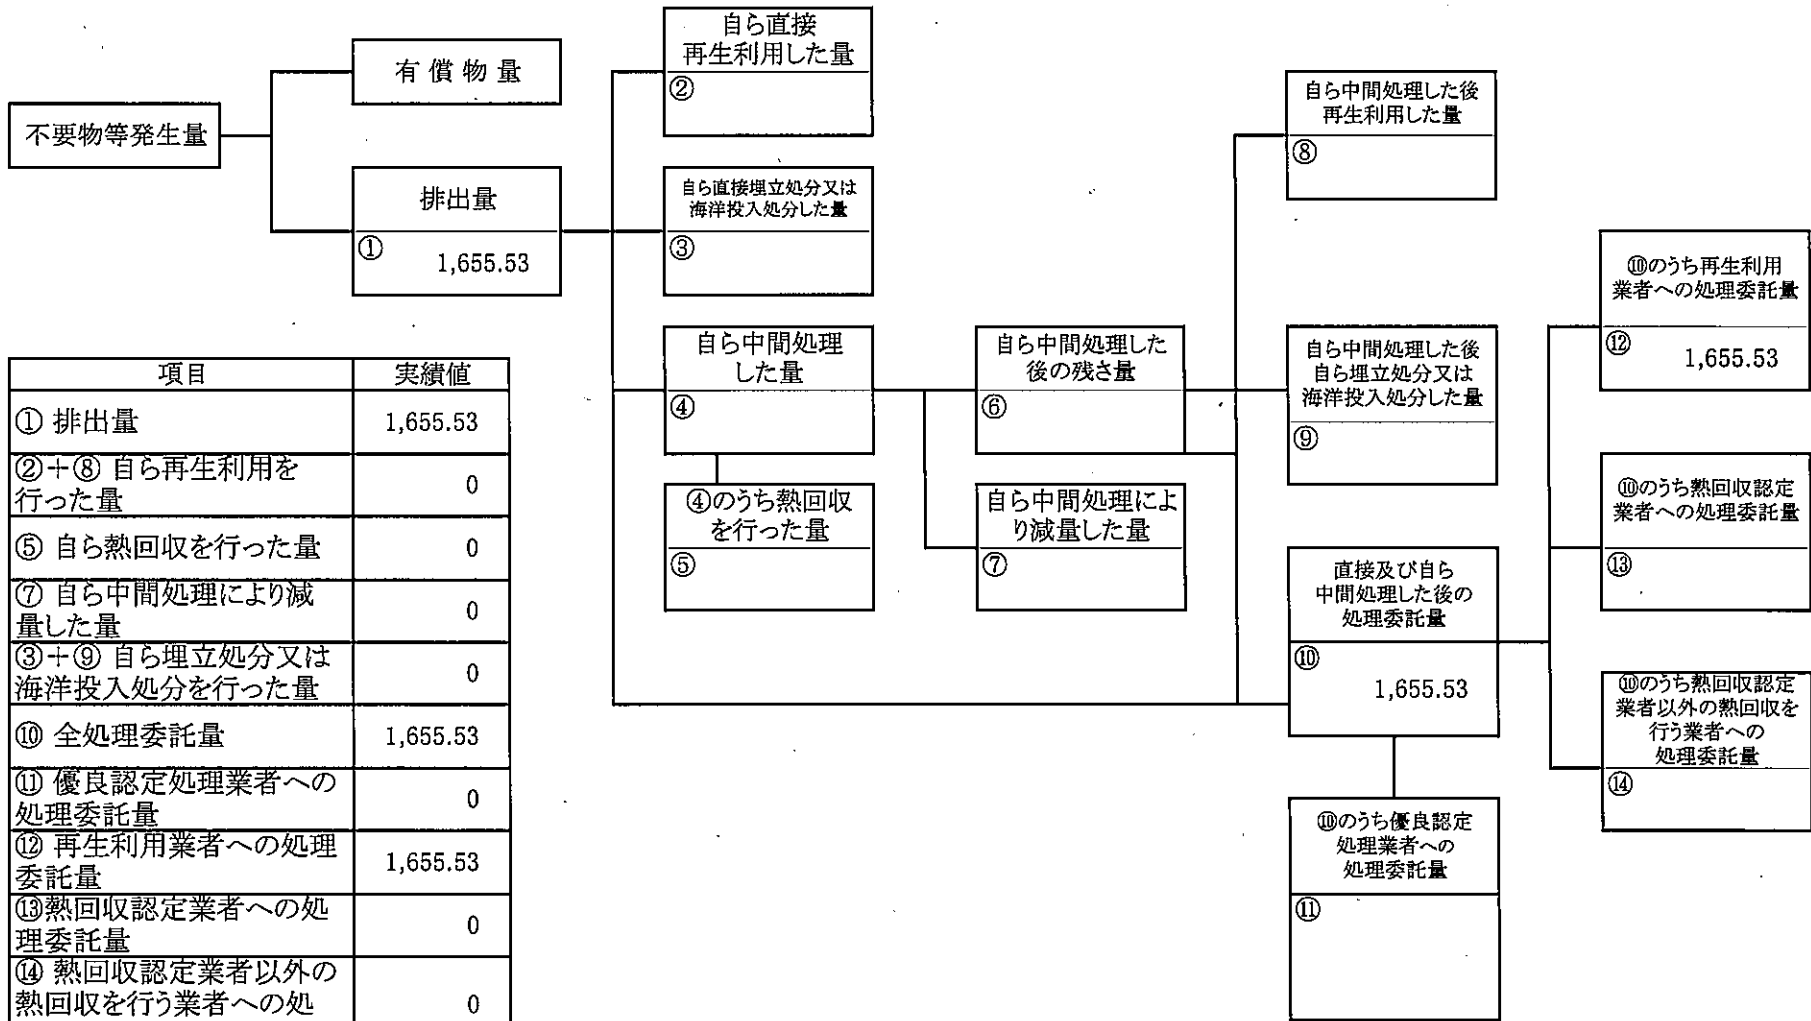 不要物等発生量
有償物量
排出量
①
1,655.53
自ら直接
再生利用した量
②
自ら直接埋立処分又は
海洋投入処分した量
③
自ら中間処理
した量
④
④のうち熱回収
を行った量
⑤
自ら中間処理した
後の残さ量
⑥
自ら中間処理によ
り減量した量
⑦
自ら中間処理した後
再生利用した量
⑧
自ら中間処理した後
自ら埋立処分又は
海洋投入処分した量
⑨
直接及び自ら
中間処理した後の
処理委託量
⑩
1,655.53
⑩のうち優良認定
処理業者への
処理委託量
⑪
⑩のうち再生利用
業者への処理委託量
⑫
1,655.53
⑩のうち熱回収認定
業者への処理委託量
⑬
⑩のうち熱回収認定
業者以外の熱回収を
行う業者への
処理委託量
⑭
項目 実績値
① 排出量 1,655.53
②+⑧ 自ら再生利用を
行った量 0
⑤ 自ら熱回収を行った量 0
⑦ 自ら中間処理により減
量した量 0
③+⑨ 自ら埋立処分又は
海洋投入処分を行った量 0
⑩ 全処理委託量 1,655.53
⑪ 優良認定処理業者への
処理委託量 0
⑫ 再生利用業者への処理
委託量 1,655.53
⑬熱回収認定業者への処
理委託量 0
⑭ 熱回収認定業者以外の
熱回収を行う業者への処 0